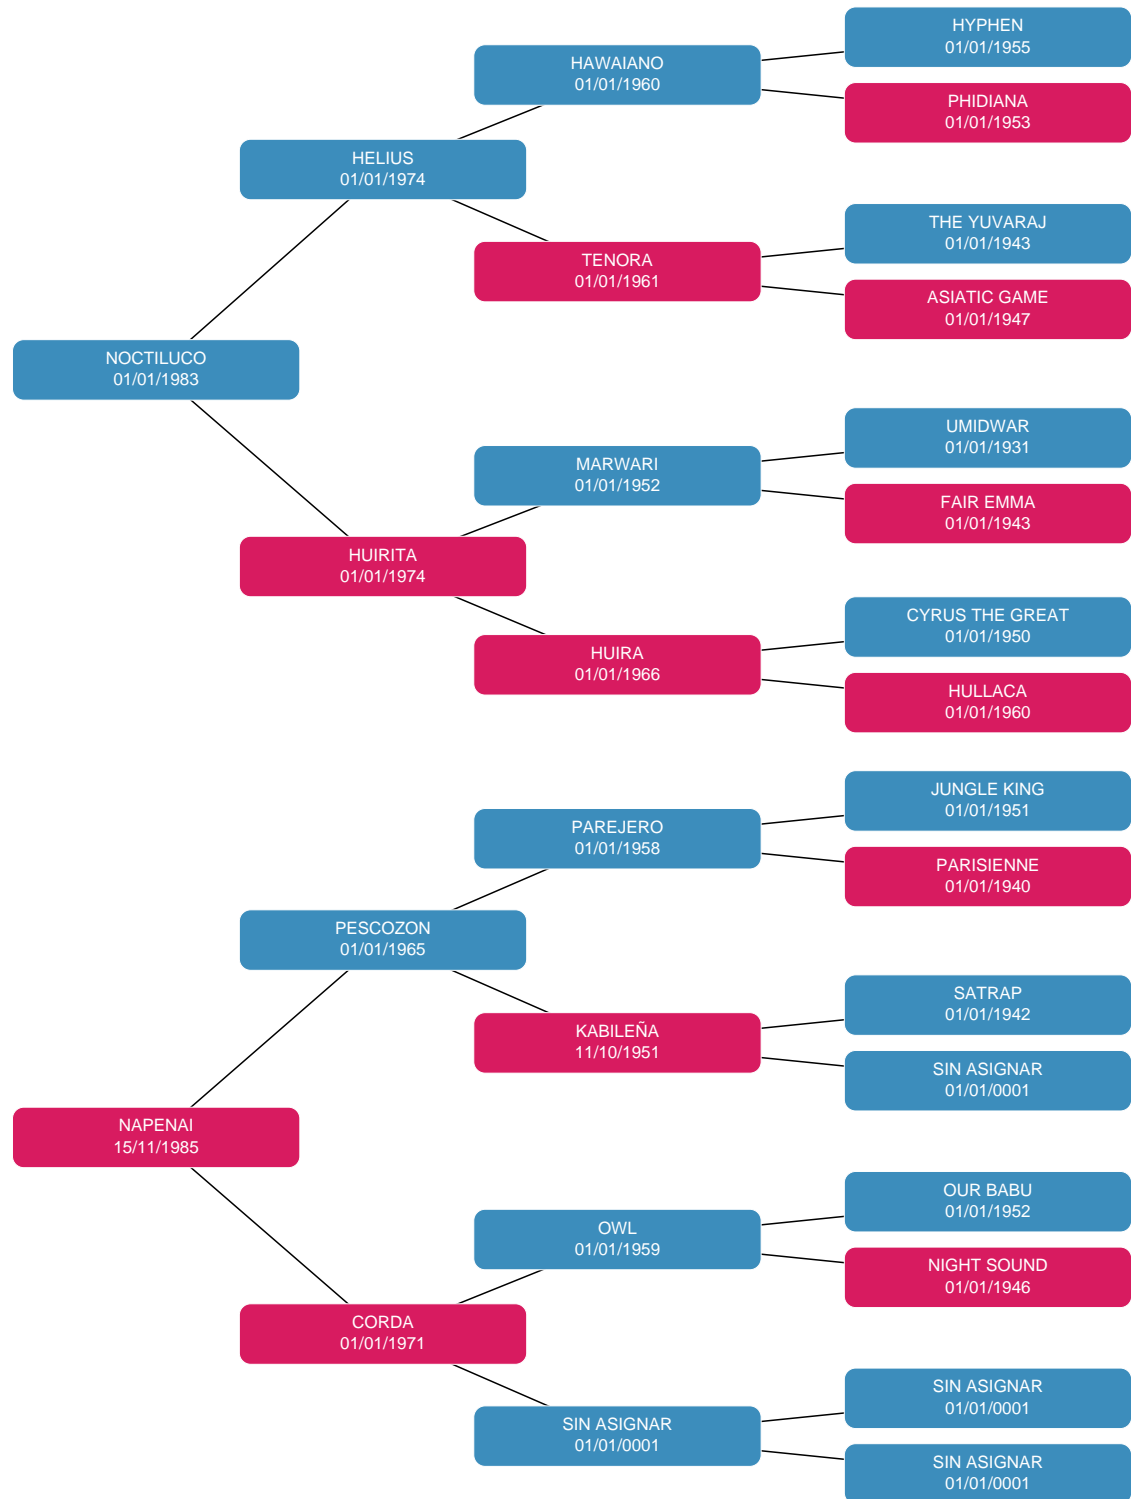 HYPHEN
01/01/1955
HAWAIANO
01/01/1960
PHIDIANA
01/01/1953
HELIUS
01/01/1974
THE YUVARAJ
01/01/1943
TENORA
01/01/1961
ASIATIC GAME
01/01/1947
NOCTILUCO
01/01/1983
UMIDWAR
01/01/1931
MARWARI
01/01/1952
FAIR EMMA
01/01/1943
HUIRITA
01/01/1974
CYRUS THE GREAT
01/01/1950
HUIRA
01/01/1966
HULLACA
01/01/1960
JUNGLE KING
01/01/1951
PAREJERO
01/01/1958
PARISIENNE
01/01/1940
PESCOZON
01/01/1965
SATRAP
01/01/1942
KABILEÑA
11/10/1951
SIN ASIGNAR
01/01/0001
NAPENAI
15/11/1985
OUR BABU
01/01/1952
OWL
01/01/1959
NIGHT SOUND
01/01/1946
CORDA
01/01/1971
SIN ASIGNAR
01/01/0001
SIN ASIGNAR
01/01/0001
SIN ASIGNAR
01/01/0001